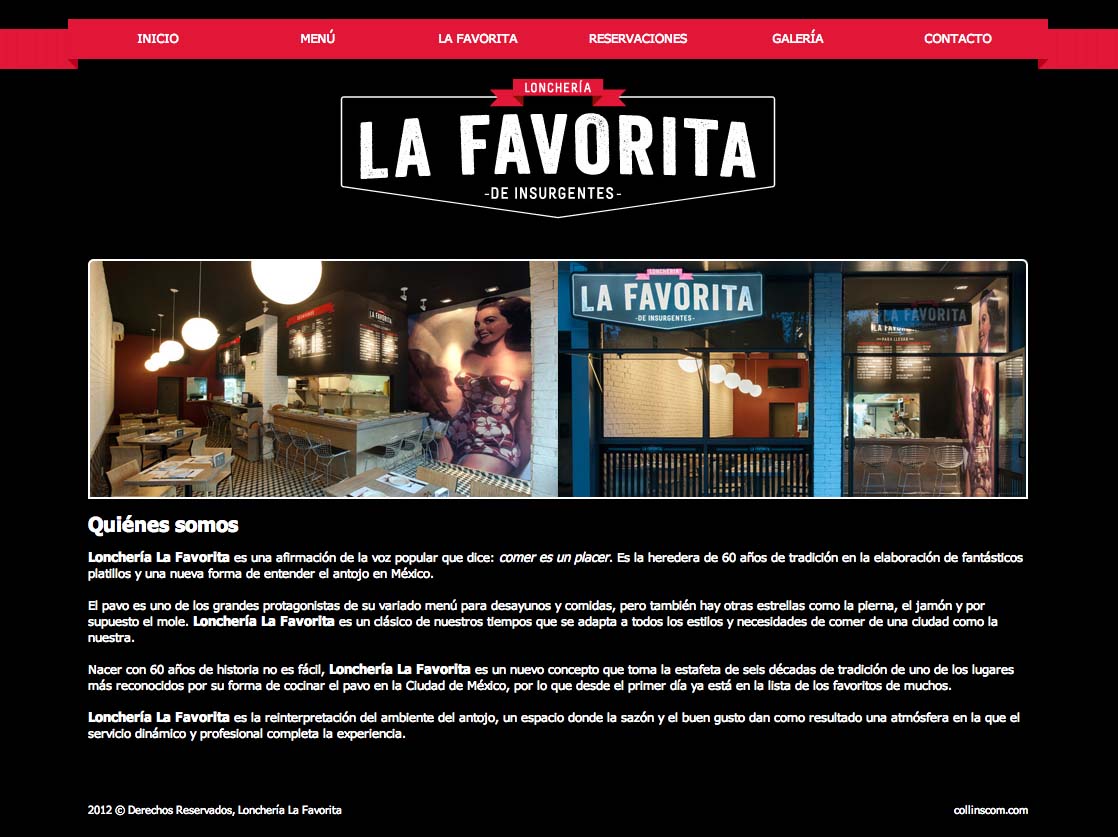 INICIO MENÚ LA FAVORITA RESERVACIONES GALERÍA CONTACTO
LONCHERÍA
LA FAVORITA
-DE INSURGENTES-
LONCHERÍA
LA FAVORITA
-DE INSURGENTES-
LA FAVORITA
LA FAVORITA
PARA LLEVAR
Quiénes somos
Lonchería La Favorita es una afirmación de la voz popular que dice: comer es un placer. Es la heredera de 60 años de tradición en la elaboración de fantásticos
platillos y una nueva forma de entender el antojo en México.
El pavo es uno de los grandes protagonistas de su variado menú para desayunos y comidas, pero también hay otras estrellas como la pierna, el jamón y por
supuesto el mole. Lonchería La Favorita es un clásico de nuestros tiempos que se adapta a todos los estilos y necesidades de comer de una ciudad como la
nuestra.
Nacer con 60 años de historia no es fácil, Lonchería La Favorita es un nuevo concepto que toma la estafeta de seis décadas de tradición de uno de los lugares
más reconocidos por su forma de cocinar el pavo en la Ciudad de México, por lo que desde el primer día ya está en la lista de los favoritos de muchos.
Lonchería La Favorita es la reinterpretación del ambiente del antojo, un espacio donde la sazón y el buen gusto dan como resultado una atmósfera en la que el
servicio dinámico y profesional completa la experiencia.
2012 © Derechos Reservados, Lonchería La Favorita collinscom.com